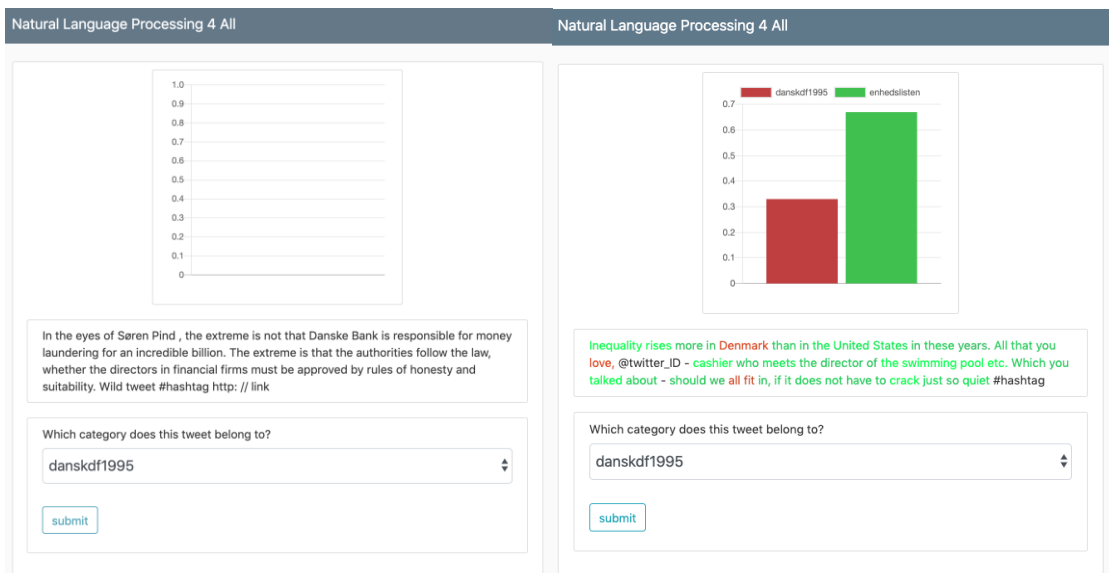 Natural Language Processing 4 All
1.0
0.9
0.8
0.7
0.6
0.5
0.4
0.3
0.2
0.1
0
In the eyes of Søren Pind , the extreme is not that Danske Bank is responsible for money
laundering for an incredible billion. The extreme is that the authorities follow the law,
whether the directors in financial firms must be approved by rules of honesty and
suitability. Wild tweet #hashtag http: // link
Which category does this tweet belong to?
danskdf1995
submit
Natural Language Processing 4 All
danskdf1995 enhedslisten
0.7
0.6
0.5
0.4
0.3
0.2
0.1
0
Inequality rises more in Denmark than in the United States in these years. All that you
love, @twitter_ID - cashier who meets the director of the swimming pool etc. Which you
talked about - should we all fit in, if it does not have to crack just so quiet #hashtag
Which category does this tweet belong to?
danskdf1995
submit